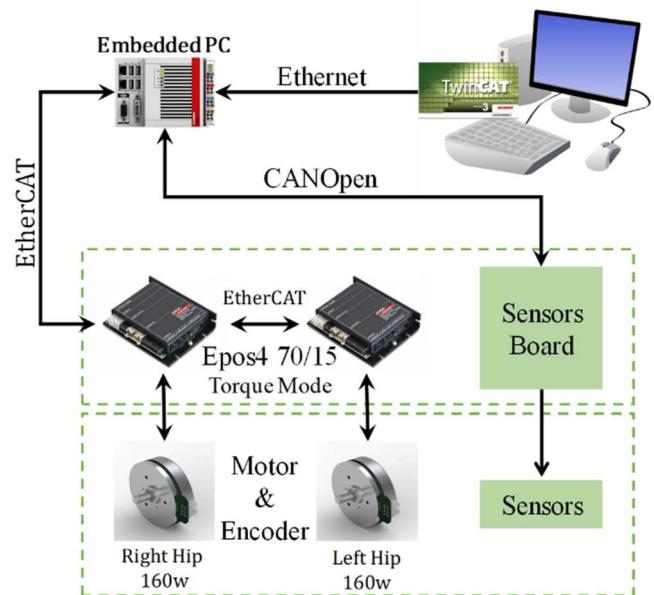 Embedded PC
Ethernet
TwinCAT
3
CANOpen
EtherCAT
EtherCAT
Epos4 70/15
Torque Mode
Sensors
Board
Motor
&
Encoder
Sensors
Right Hip
160w
Left Hip
160w